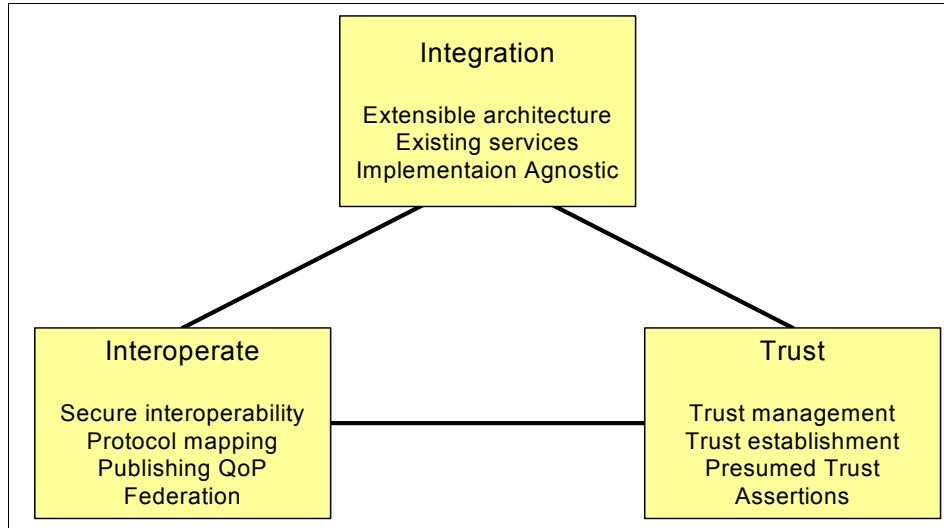 Integration
Extensible architecture
Existing services
Implementaion Agnostic
Interoperate
Secure interoperability
Protocol mapping
Publishing QoP
Federation
Trust
Trust management
Trust establishment
Presumed Trust
Assertions